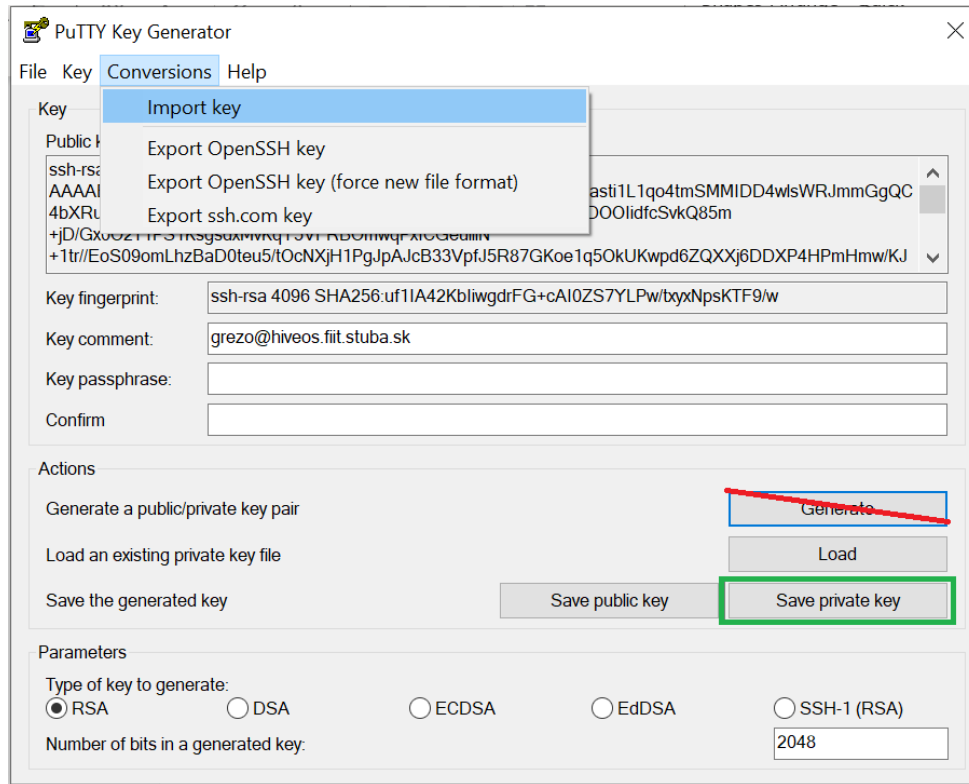 PuTTY Key Generator
File Key Conversions Help
Import key
Export OpenSSH key
Export OpenSSH key (force new file format)
Export ssh.com key
Key
Public
ssh-rsa
asti1L1qo4tmSMMIDD4wlsWRJmmGgQC
DOOlidfcSvkQ85m
+1tr//EoS09omLhzBaD0teu5/tOcNXjH1PgJpAJcB33VpfJ5R87GKoe1q5OkUKwpd6ZQXXj6DDXP4HPmHmw/KJ
Key fingerprint: ssh-rsa 4096 SHA256:uf1IA42KbIiwgdrFG+cAI0ZS7YLPw/txyxNpsKTF9/w
Key comment: grezo@hiveos.fiit.stuba.sk
Key passphrase:
Confirm
Actions
Generate a public/private key pair Generate
Load an existing private key file Load
Save the generated key Save public key Save private key
Parameters
Type of key to generate:
RSA DSA ECDSA EdDSA SSH-1 (RSA)
Number of bits in a generated key: 2048